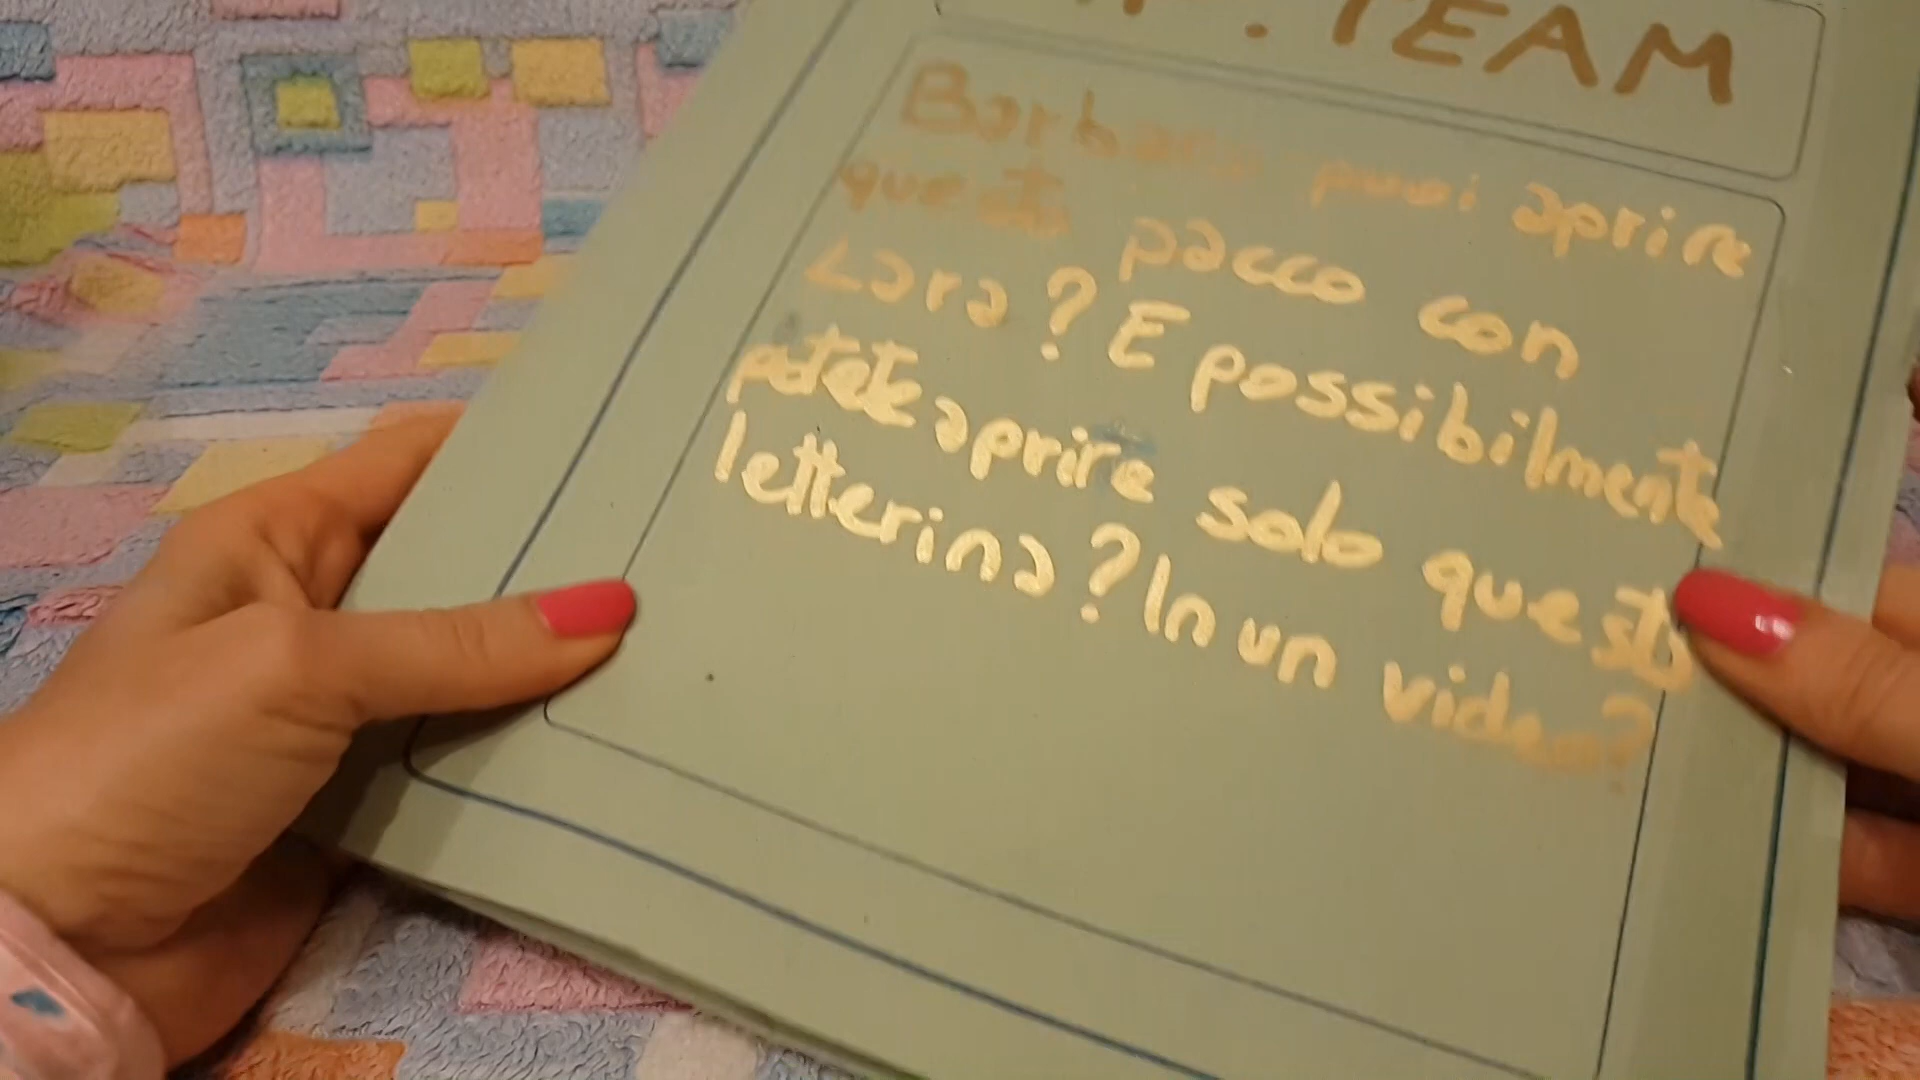 . TEAM
Barbara puoi aprire
questo pacco con
Lara? E possibilmente
potete aprire solo questa
letterina? In un video?